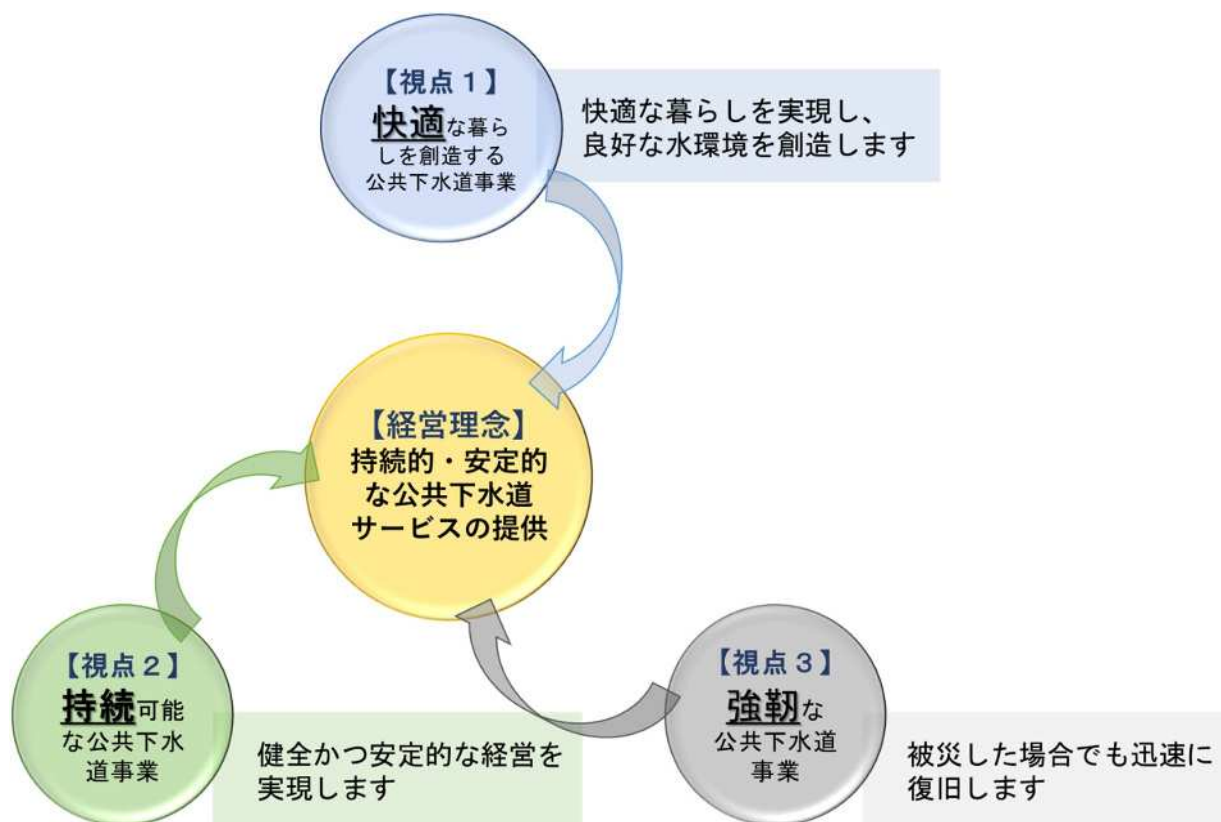 【視点１】
快適な暮ら
しを創造する
公共下水道事業
快適な暮らしを実現し、
良好な水環境を創造します
【経営理念】
持続的・安定的
な公共下水道
サービスの提供
【視点２】
持続可能
な公共下水
道事業
健全かつ安定的な経営を
実現します
【視点３】
強靭な
公共下水道
事業
被災した場合でも迅速に
復旧します